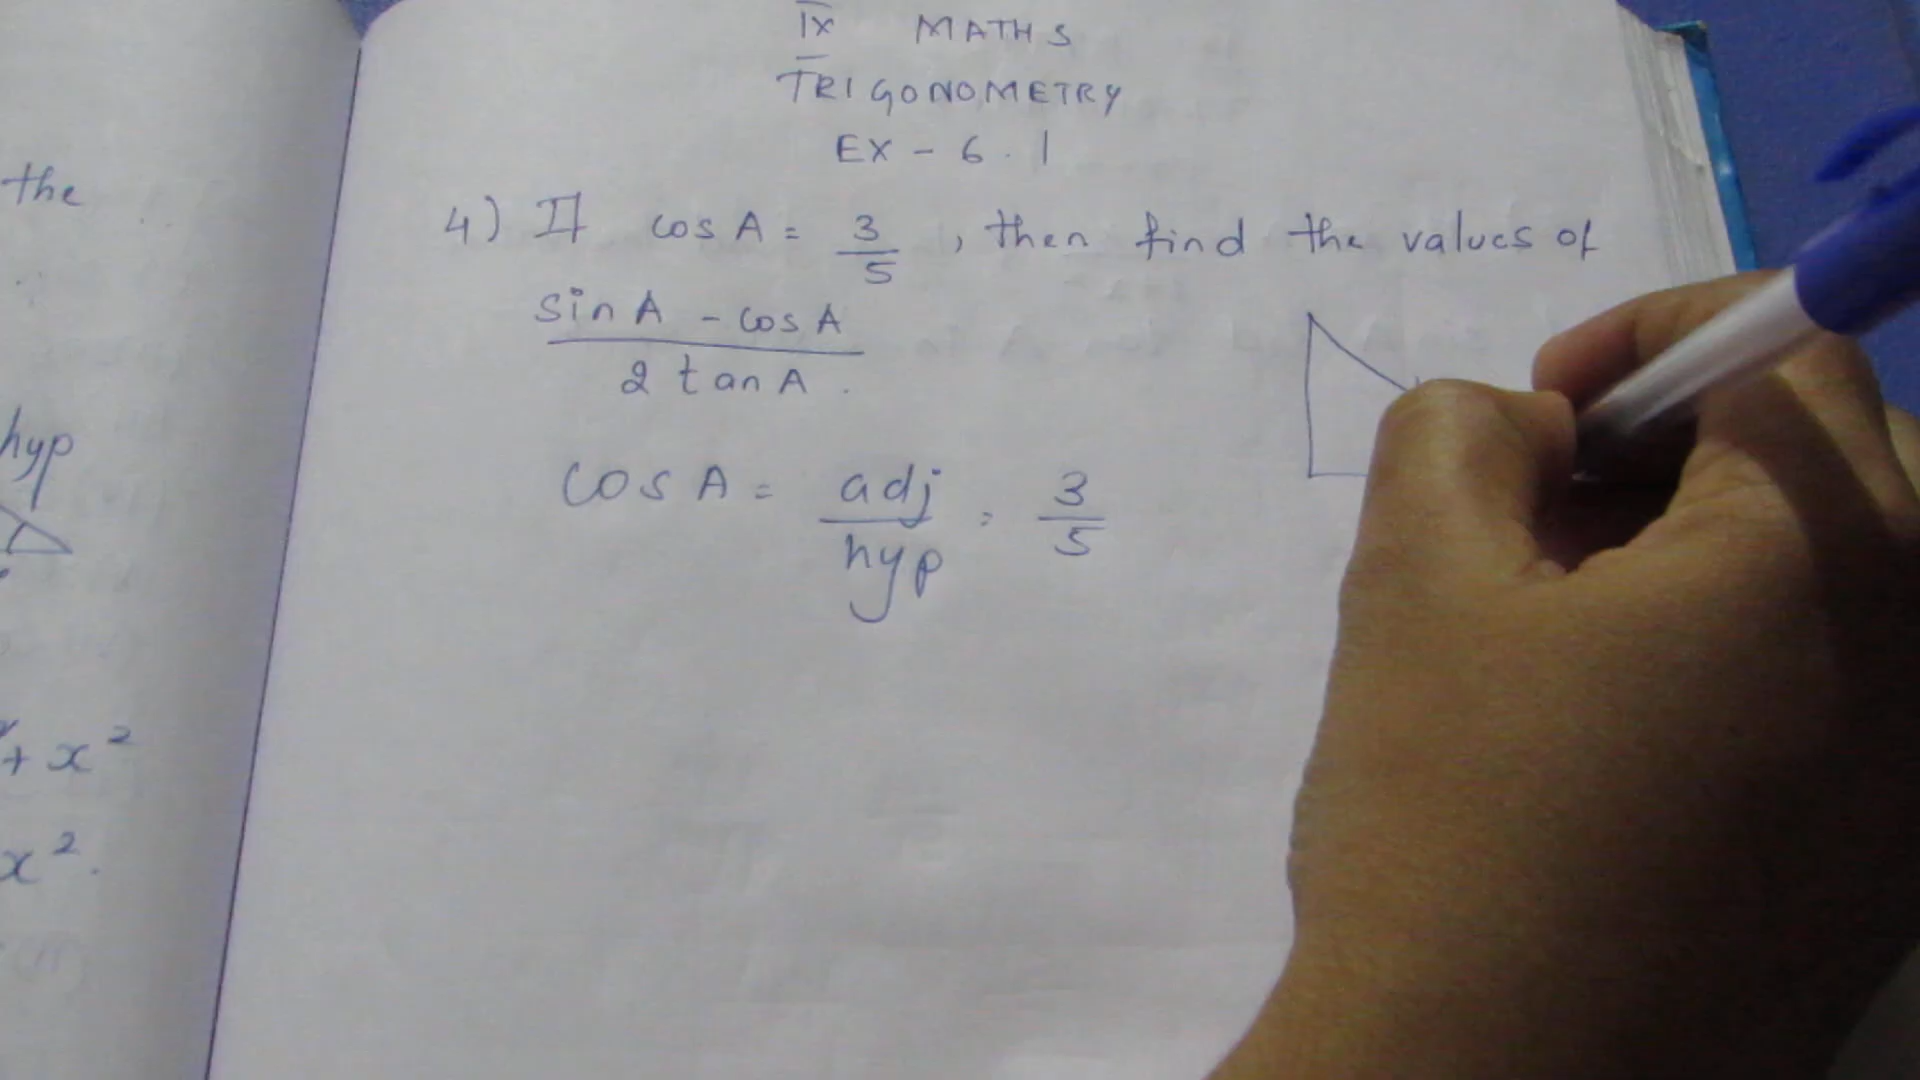 the
hyp
+ x²
x².
IX MATHS
TRIGONOMETRY
EX - 6.1
4) If cos A = 3/5, then find the values of
sin A - cos A
2 tan A.
cos A = adj/hyp = 3/5